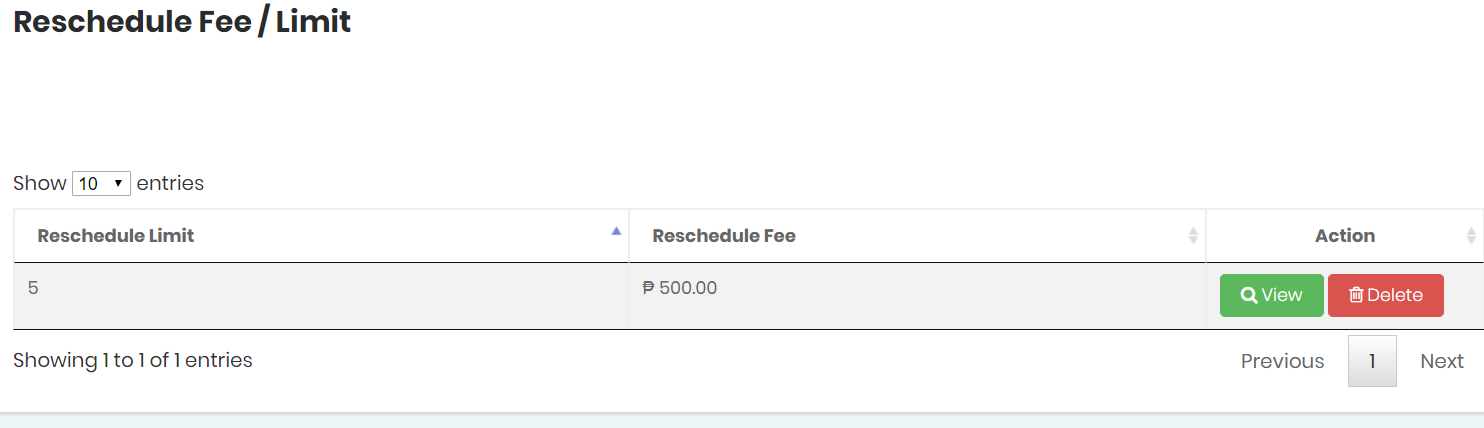 Reschedule Fee / Limit
Show 10 entries
Reschedule Limit Reschedule Fee Action
5 ₱ 500.00 View Delete
Showing 1 to 1 of 1 entries Previous 1 Next